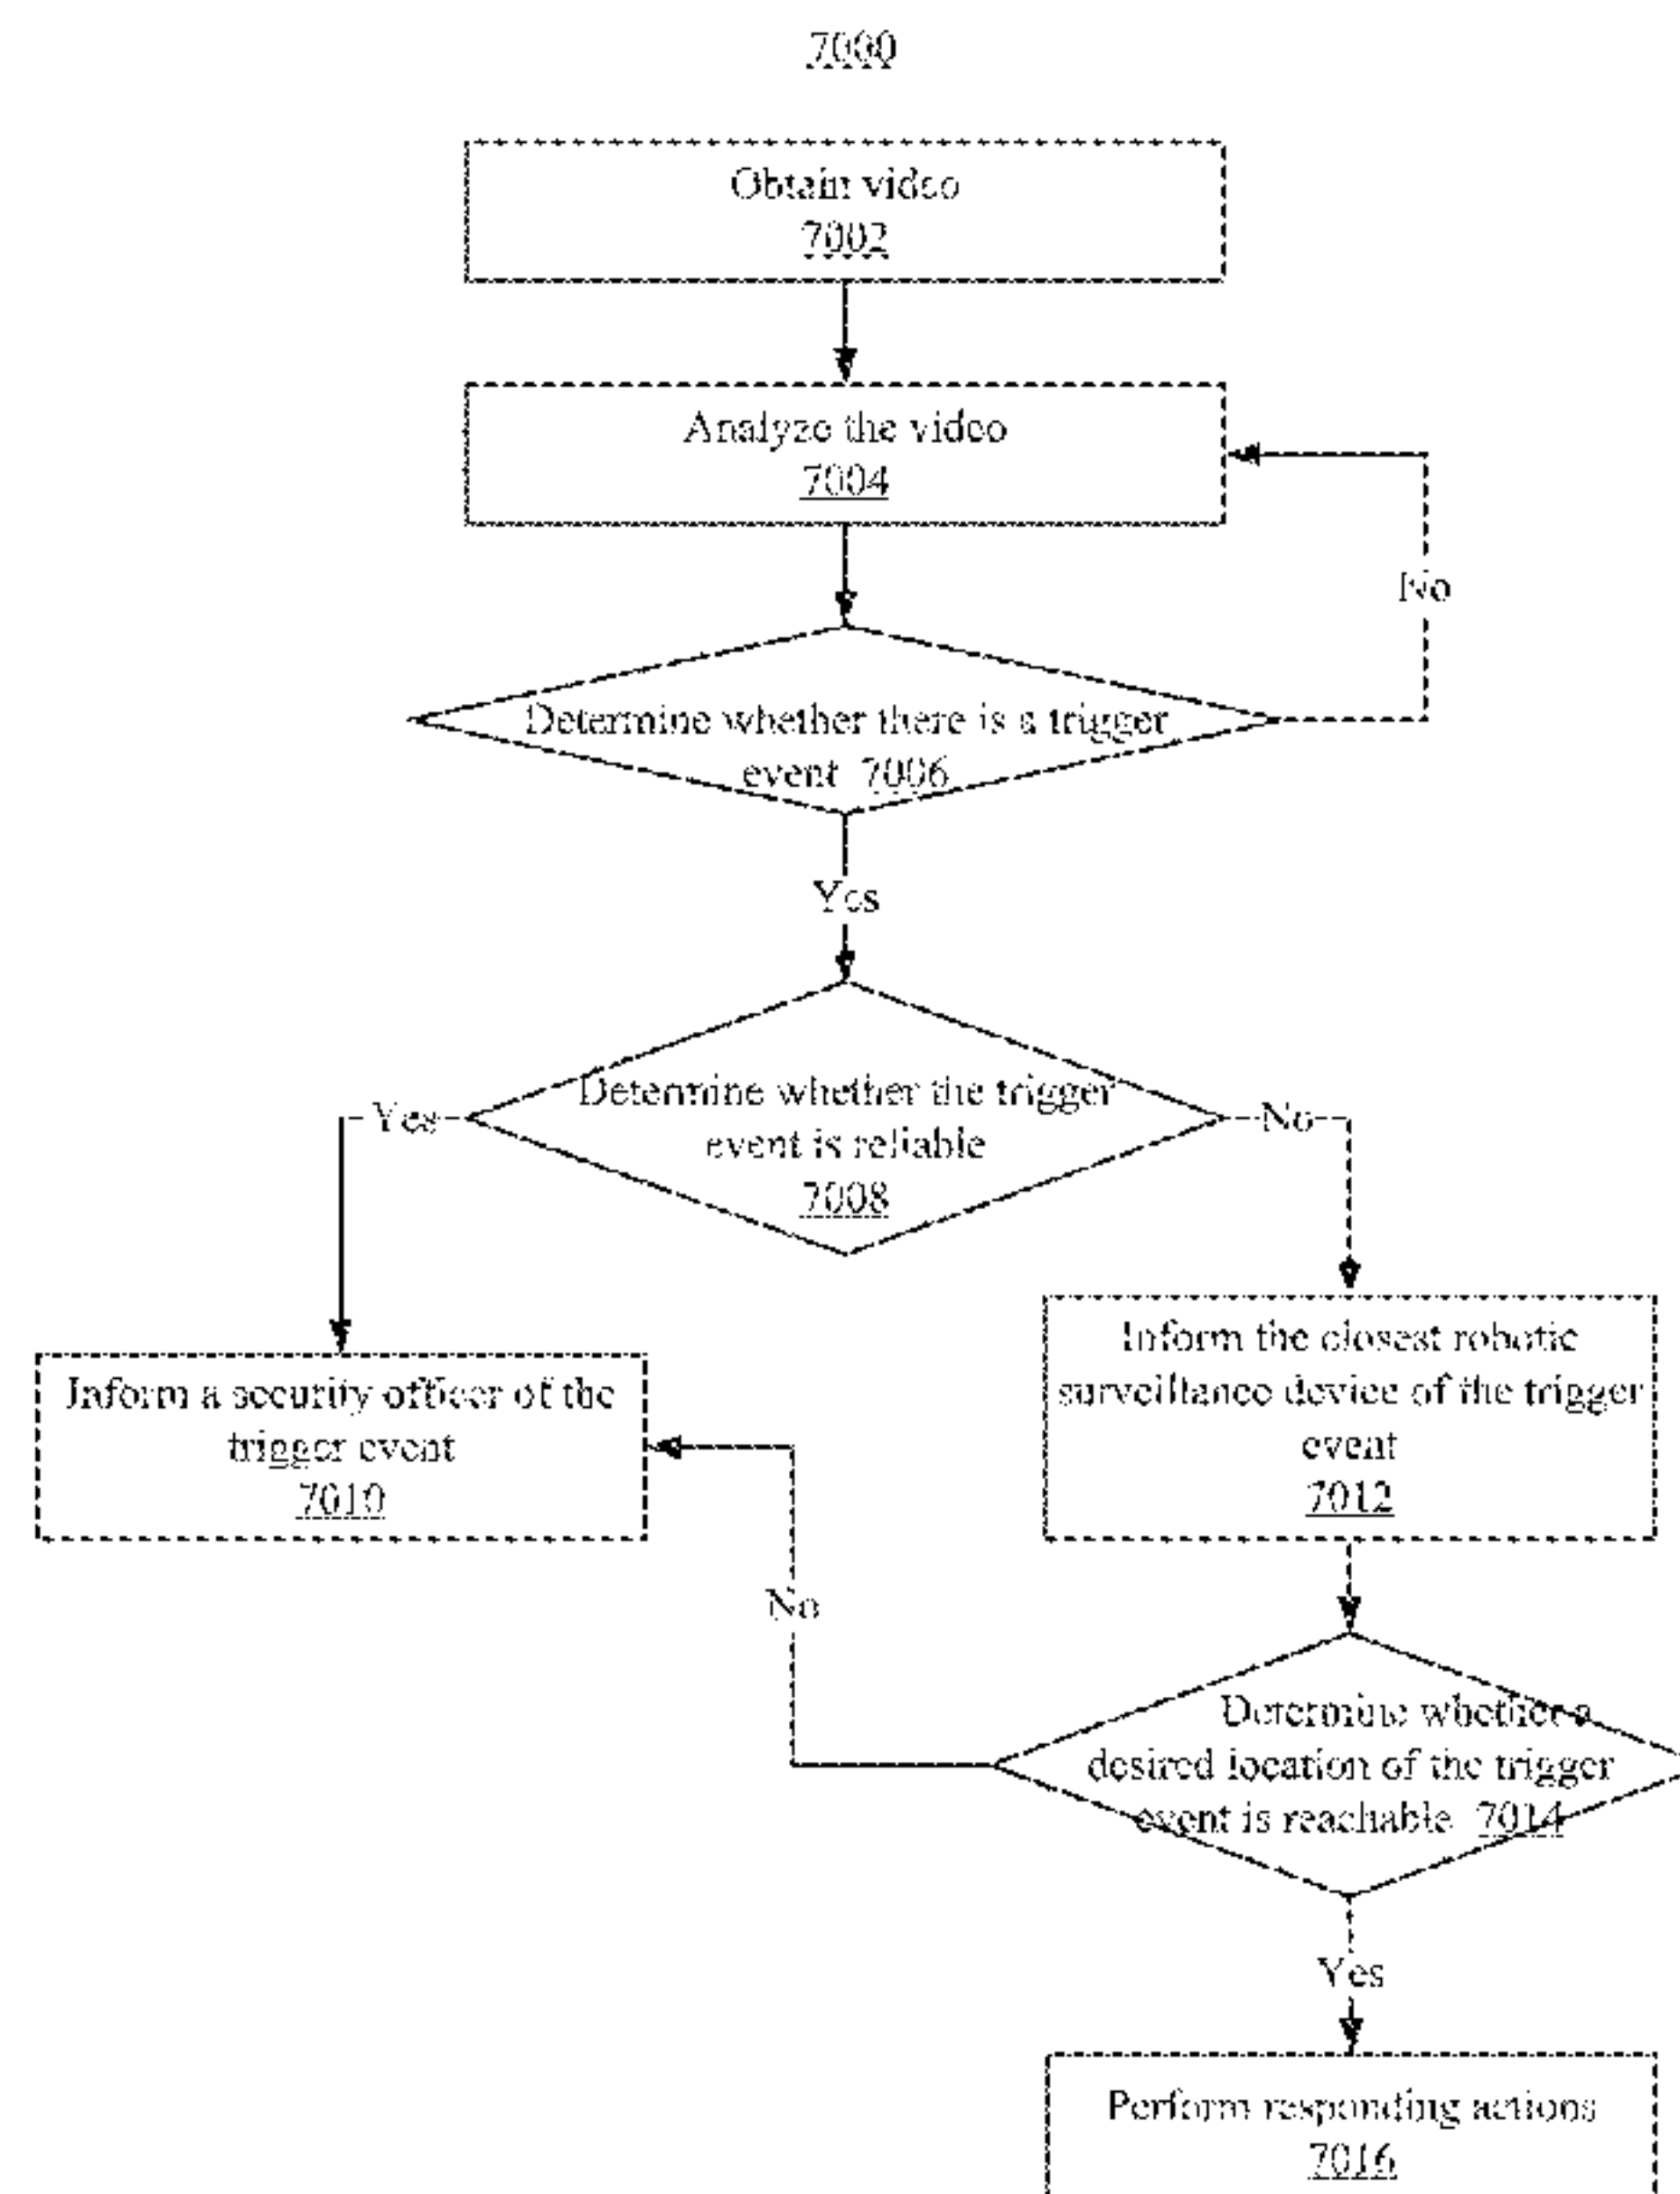 7000
Obtain video
7002
Analyze the video
7004
No
Determine whether there is a trigger
event 7006
Yes
Determine whether the trigger
event is reliable
7008
Yes
No
Inform a security officer of the
trigger event
7010
Inform the closest robotic
surveillance device of the trigger
event
7012
No
Determine whether a
desired location of the trigger
event is reachable 7014
Yes
Perform responding actions
7016